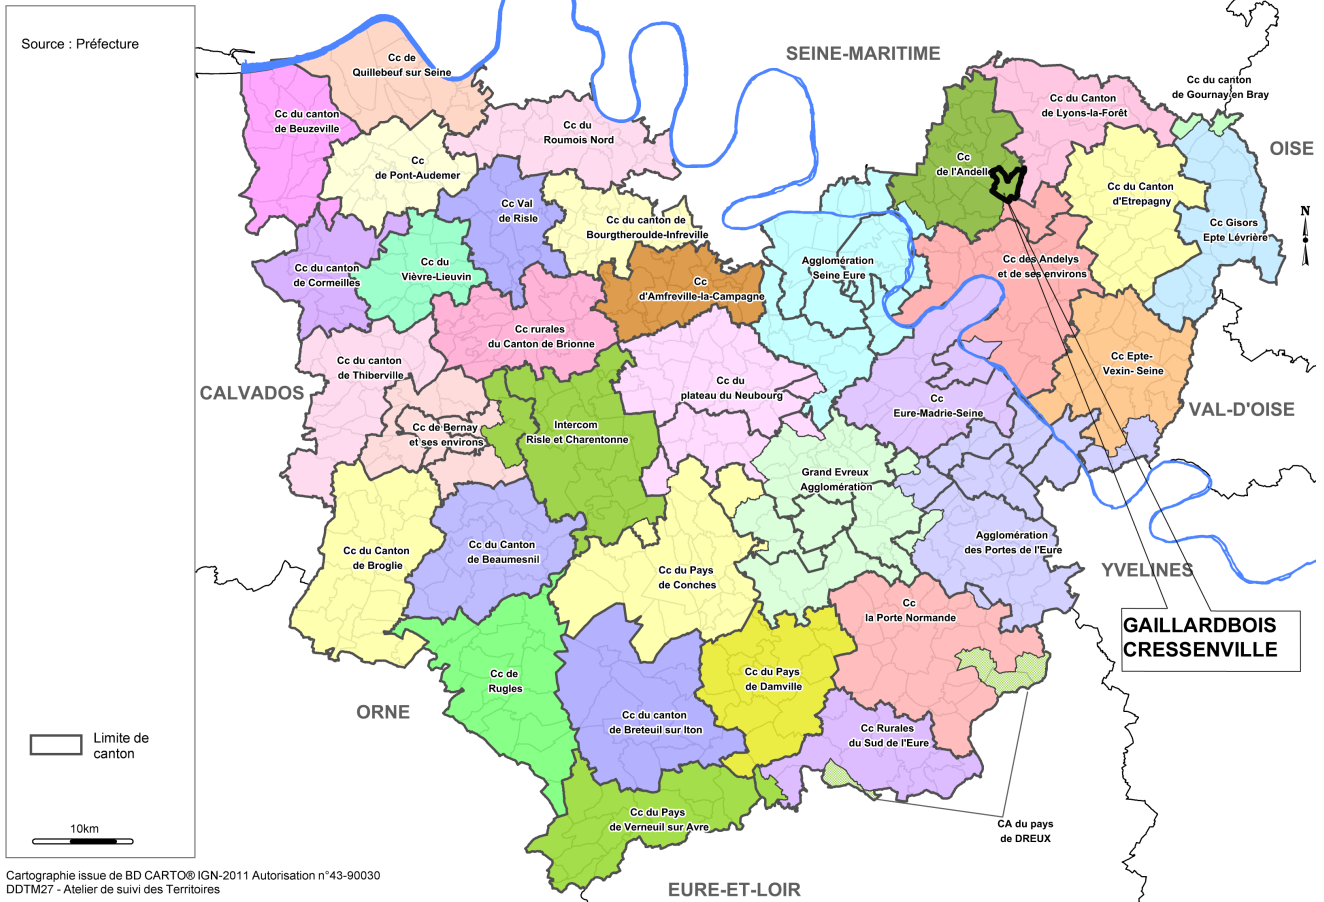 Source : Préfecture
SEINE-MARITIME
Cc de
Quillebeuf sur Seine
Cc du canton
de Gournay en Bray
Cc du Canton
de Lyons-la-Forêt
Cc du canton
de Beuzeville
Cc du
Roumois Nord
OISE
Cc
de Pont-Audemer
Cc
de l'Andelle
Cc du Canton
d'Etrepagny
Cc Val
de Risle
N
Cc du canton de
Bourgtheroulde-Infreville
Cc Gisors
Epte Lévrière
Cc du canton
de Cormeilles
Cc du
Vièvre-Lieuvin
Agglomération
Seine Eure
Cc des Andelys
et de ses environs
Cc
d'Amfreville-la-Campagne
Cc rurales
du Canton de Brionne
Cc du canton
de Thiberville
Cc Epte-
Vexin- Seine
CALVADOS
Cc du
plateau du Neubourg
Cc
Eure-Madrie-Seine
VAL-D'OISE
Cc de Bernay
et ses environs
Intercom
Risle et Charentonne
Grand Evreux
Agglomération
Cc du Canton
de Broglie
Cc du Canton
de Beaumesnil
Agglomération
des Portes de l'Eure
Cc du Pays
de Conches
YVELINES
Cc
la Porte Normande
GAILLARDBOIS
CRESSENVILLE
Cc de
Rugles
Cc du Pays
de Damville
ORNE
Cc du canton
de Breteuil sur Iton
Cc Rurales
du Sud de l'Eure
Limite de
canton
Cc du Pays
de Verneuil sur Avre
CA du pays
de DREUX
10km
Cartographie issue de BD CARTO® IGN-2011 Autorisation n°43-90030
DDTM27 - Atelier de suivi des Territoires
EURE-ET-LOIR